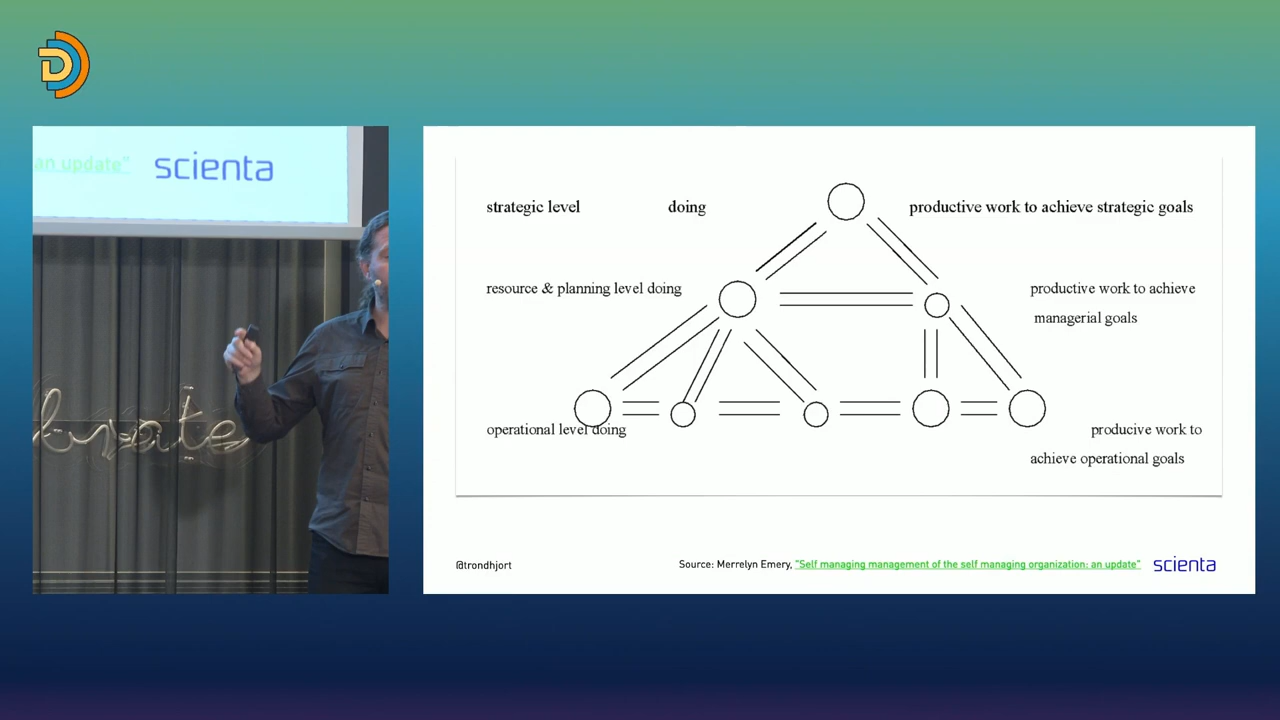 D
an update"
scienta
brate
strategic level doing productive work to achieve strategic goals
resource & planning level doing productive work to achieve
managerial goals
operational level doing producive work to
achieve operational goals
@trondhjort
Source: Merrelyn Emery, "Self managing management of the self managing organization: an update"
scienta